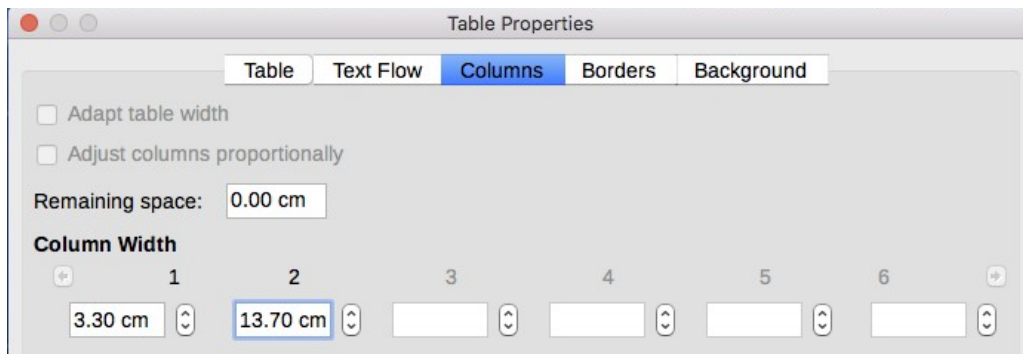 Table Properties
Table Text Flow Columns Borders Background
Adapt table width
Adjust columns proportionally
Remaining space: 0.00 cm
Column Width
1 2 3 4 5 6
3.30 cm 13.70 cm